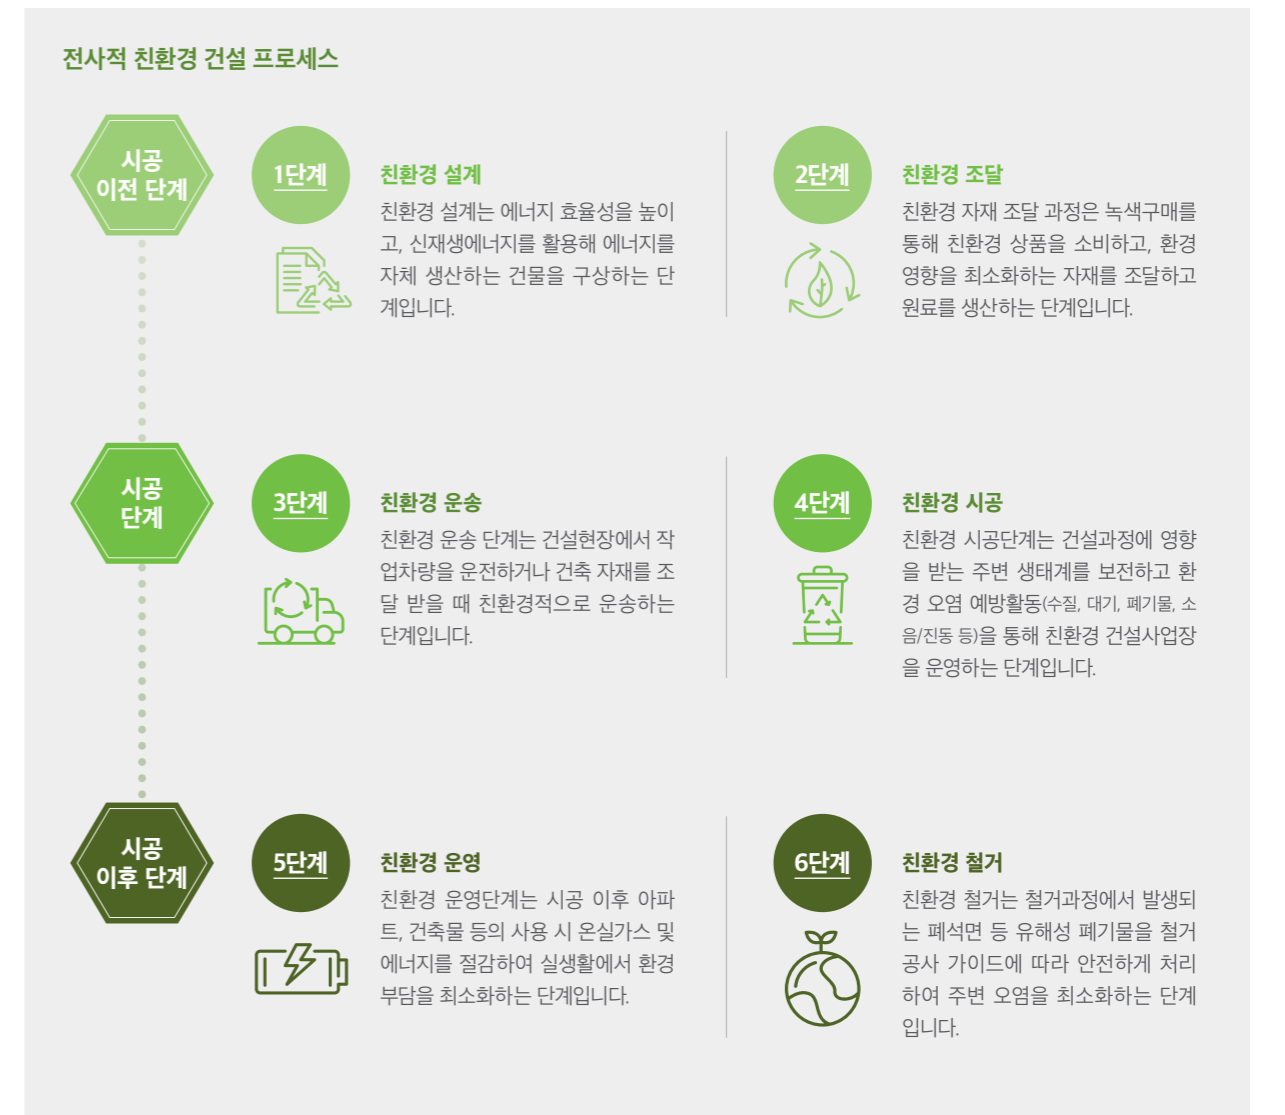 전사적 친환경 건설 프로세스
시공
이전 단계
1단계
친환경 설계
친환경 설계는 에너지 효율성을 높이
고, 신재생에너지를 활용해 에너지를
자체 생산하는 건물을 구상하는 단
계입니다.
2단계
친환경 조달
친환경 자재 조달 과정은 녹색구매를
통해 친환경 상품을 소비하고, 환경
영향을 최소화하는 자재를 조달하고
원료를 생산하는 단계입니다.
시공
단계
3단계
친환경 운송
친환경 운송 단계는 건설현장에서 작
업차량을 운전하거나 건축 자재를 조
달 받을 때 친환경적으로 운송하는
단계입니다.
4단계
친환경 시공
친환경 시공단계는 건설과정에 영향
을 받는 주변 생태계를 보전하고 환
경 오염 예방활동(수질, 대기, 폐기물, 소
음/진동 등)을 통해 친환경 건설사업장
을 운영하는 단계입니다.
시공
이후 단계
5단계
친환경 운영
친환경 운영단계는 시공 이후 아파
트, 건축물 등의 사용 시 온실가스 및
에너지를 절감하여 실생활에서 환경
부담을 최소화하는 단계입니다.
6단계
친환경 철거
친환경 철거는 철거과정에서 발생되
는 폐석면 등 유해성 폐기물을 철거
공사 가이드에 따라 안전하게 처리
하여 주변 오염을 최소화하는 단계
입니다.